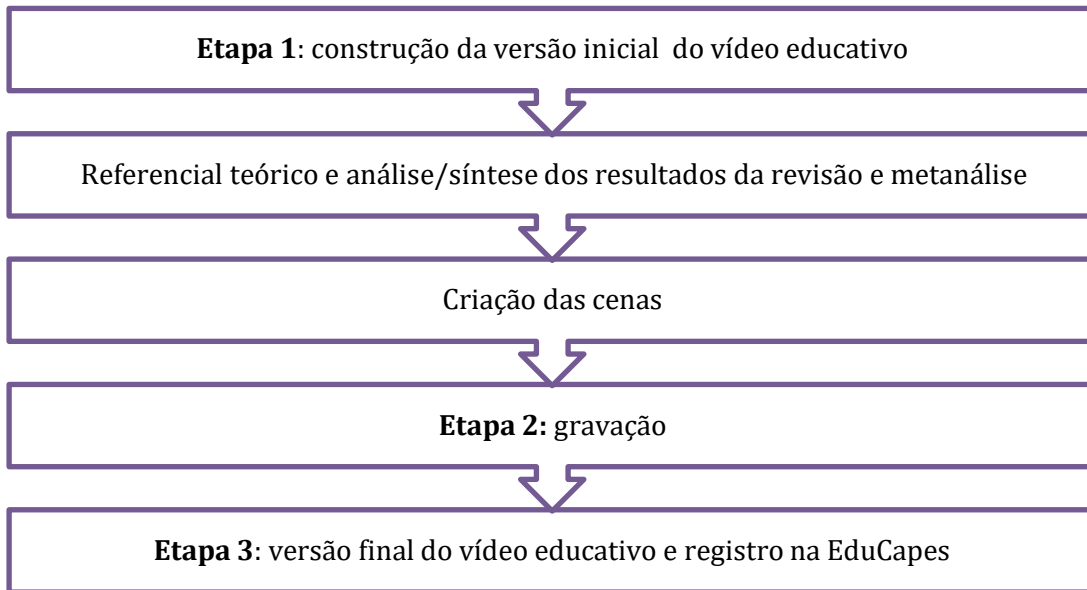 Etapa 1: construção da versão inicial do vídeo educativo
Referencial teórico e análise/síntese dos resultados da revisão e metanálise
Criação das cenas
Etapa 2: gravação
Etapa 3: versão final do vídeo educativo e registro na EduCapes